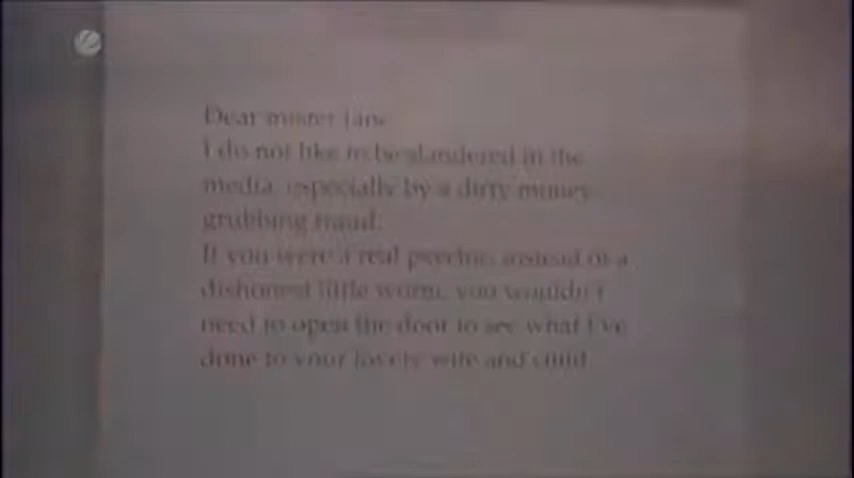 Dear mister Jane
I do not like to be slandered in the
media, especially by a dirty money-
grubbing fraud.
If you were a real psychic instead of a
dishonest little worm, you wouldn't
need to open the door to see what I've
done to your lovely wife and child.